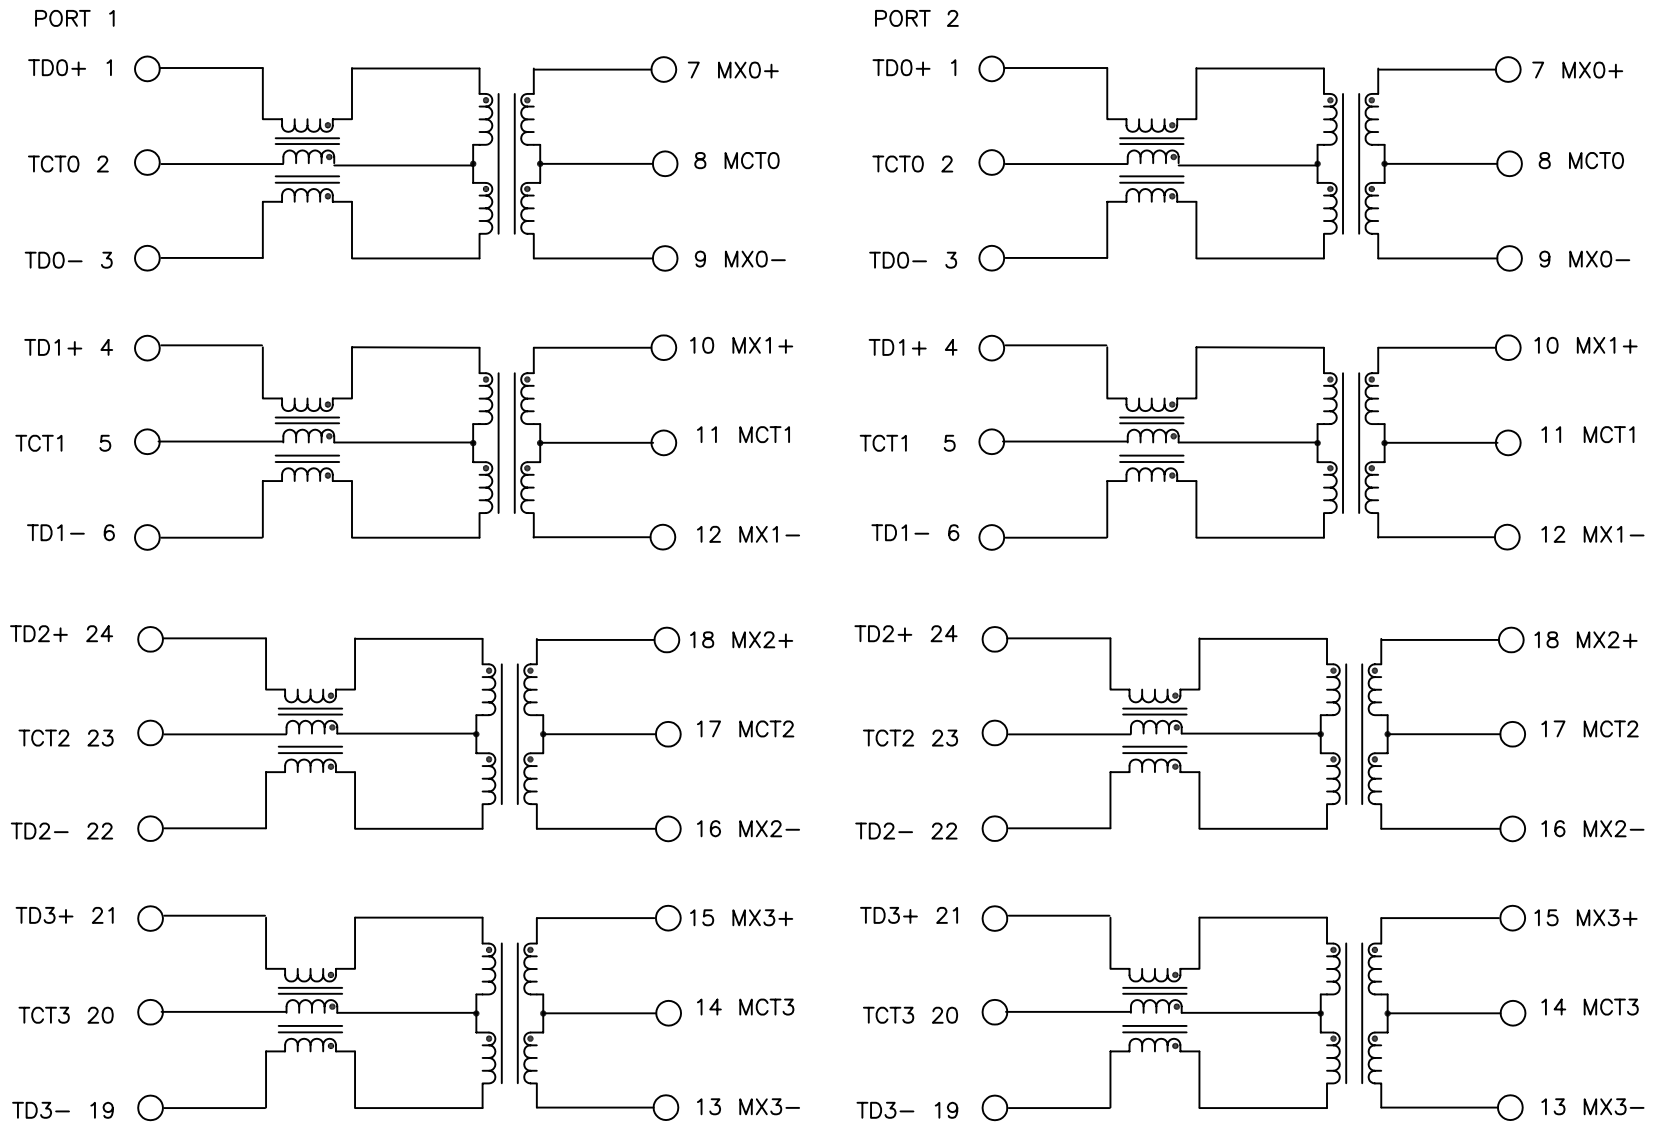 PORT 1
TD0+ 1
7 MX0+
TCT0 2
8 MCT0
TD0- 3
9 MX0-
TD1+ 4
10 MX1+
TCT1 5
11 MCT1
TD1- 6
12 MX1-
TD2+ 24
18 MX2+
TCT2 23
17 MCT2
TD2- 22
16 MX2-
TD3+ 21
15 MX3+
TCT3 20
14 MCT3
TD3- 19
13 MX3-
PORT 2
TD0+ 1
7 MX0+
TCT0 2
8 MCT0
TD0- 3
9 MX0-
TD1+ 4
10 MX1+
TCT1 5
11 MCT1
TD1- 6
12 MX1-
TD2+ 24
18 MX2+
TCT2 23
17 MCT2
TD2- 22
16 MX2-
TD3+ 21
15 MX3+
TCT3 20
14 MCT3
TD3- 19
13 MX3-